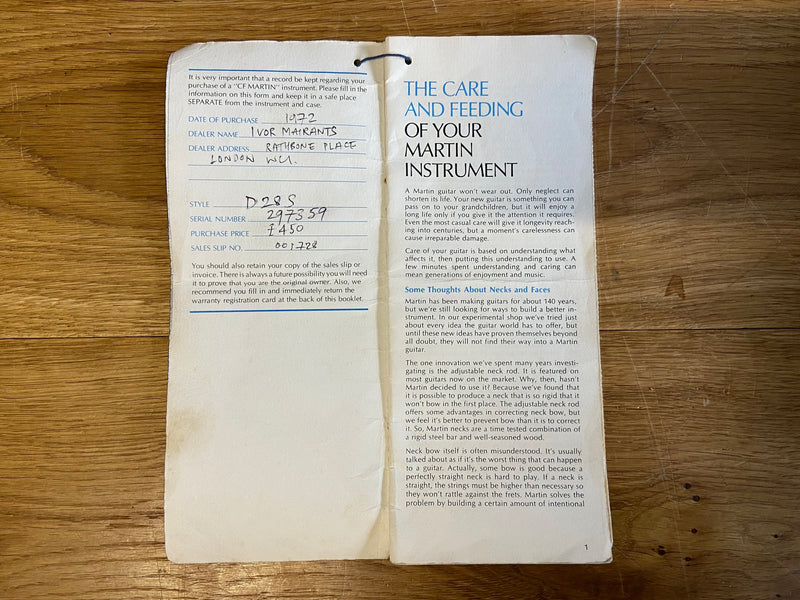 It is very important that a record be kept regarding your
purchase of a "CF MARTIN" instrument. Please fill in the
information on this form and keep it in a safe place
SEPARATE from the instrument and case.
DATE OF PURCHASE 1972
DEALER NAME IVOR MAIRANTS
DEALER ADDRESS RATHBONE PLACE
LONDON WC1.
STYLE D28S
SERIAL NUMBER 297359
PURCHASE PRICE £450
SALES SLIP NO. 001728
You should also retain your copy of the sales slip or
invoice. There is always a future possibility you will need
it to prove that you are the original owner. Also, we
recommend you fill in and immediately return the
warranty registration card at the back of this booklet.
THE CARE
AND FEEDING
OF YOUR
MARTIN
INSTRUMENT
A Martin guitar won't wear out. Only neglect can
shorten its life. Your new guitar is something you can
pass on to your grandchildren, but it will enjoy a
long life only if you give it the attention it requires.
Even the most casual care will give it longevity reach-
ing into centuries, but a moment's carelessness can
cause irreparable damage.
Care of your guitar is based on understanding what
affects it, then putting this understanding to use. A
few minutes spent understanding and caring can
mean generations of enjoyment and music.
Some Thoughts About Necks and Faces
Martin has been making guitars for about 140 years,
but we're still looking for ways to build a better in-
strument. In our experimental shop we've tried just
about every idea the guitar world has to offer, but
until these new ideas have proven themselves beyond
all doubt, they will not find their way into a Martin
guitar.
The one innovation we've spent many years investi-
gating is the adjustable neck rod. It is featured on
most guitars now on the market. Why, then, hasn't
Martin decided to use it? Because we've found that
it is possible to produce a neck that is so rigid that it
won't bow in the first place. The adjustable neck rod
offers some advantages in correcting neck bow, but
we feel it's better to prevent bow than it is to correct
it. So, Martin necks are a time tested combination of
a rigid steel bar and well-seasoned wood.
Neck bow itself is often misunderstood. It's usually
talked about as if it's the worst thing that can happen
to a guitar. Actually, some bow is good because a
perfectly straight neck is hard to play. If a neck is
straight, the strings must be higher than necessary so
they won't rattle against the frets. Martin solves the
problem by building a certain amount of intentional
1